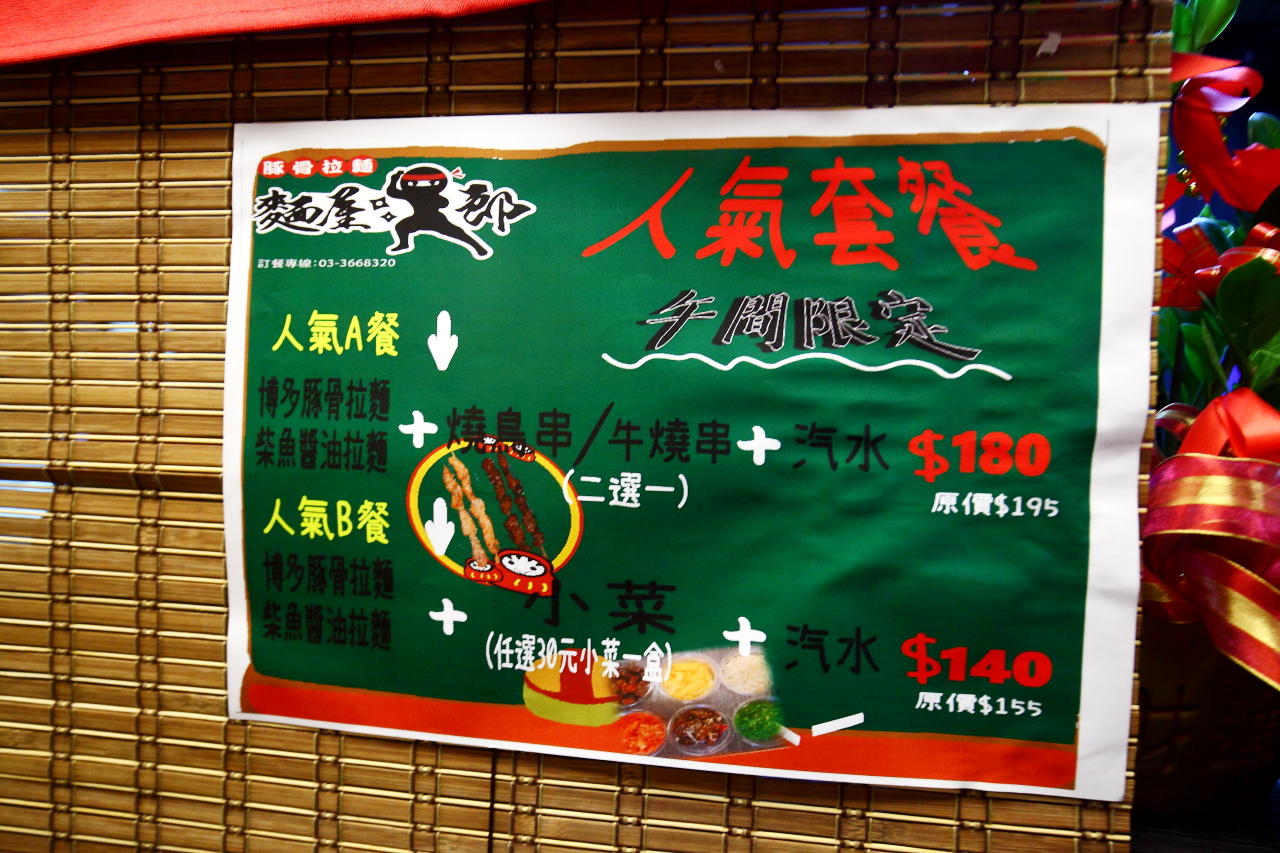 豚骨拉麵
麵屋 郎
訂餐專線:03-3668320
人氣套餐
午間限定
人氣A餐
博多豚骨拉麵
柴魚醬油拉麵
+
燒鳥串/牛燒串
(二選一)
+
汽水
$180
原價$195
人氣B餐
博多豚骨拉麵
柴魚醬油拉麵
+
小菜
(任選30元小菜一盒)
+
汽水
$140
原價$155